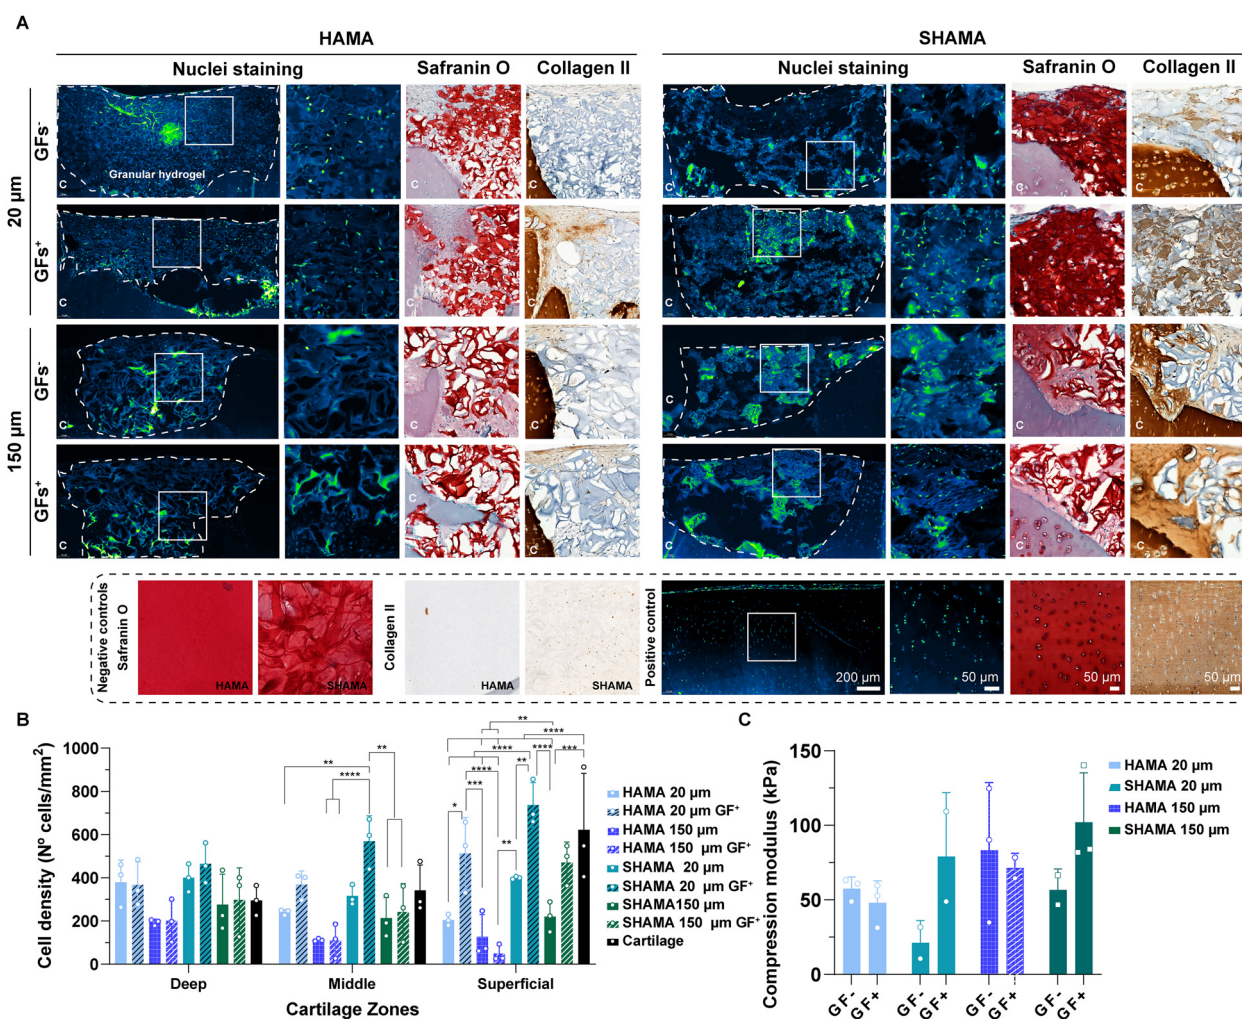 A
HAMA
SHAMA
Nuclei staining
Safranin O
Collagen II
Nuclei staining
Safranin O
Collagen II
20 µm
GFs-
Granular hydrogel
C
C
C
C
C
C
GFs+
C
C
C
C
C
C
150 µm
GFs-
C
C
C
C
C
C
GFs+
C
C
C
C
C
C
Negative controls
Safranin O
HAMA
SHAMA
Collagen II
HAMA
SHAMA
Positive control
200 µm
50 µm
50 µm
50 µm
B
Cell density (Nº cells/mm²)
1000
800
600
400
200
0
** **** ** * *** **** **** ** ** **** ** **** ***
Deep
Middle
Superficial
Cartilage Zones
HAMA 20 µm
HAMA 20 µm GF⁺
HAMA 150 µm
HAMA 150 µm GF⁺
SHAMA 20 µm
SHAMA 20 µm GF⁺
SHAMA150 µm
SHAMA 150 µm GF⁺
Cartilage
C
Compression modulus (kPa)
150
100
50
0
GF-
GF+
GF-
GF+
GF-
GF+
GF-
GF+
HAMA 20 µm
SHAMA 20 µm
HAMA 150 µm
SHAMA 150 µm